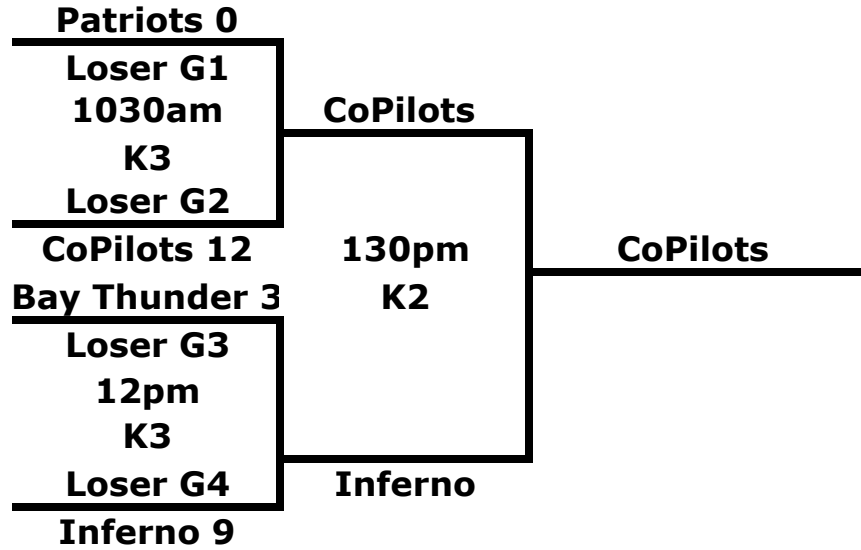 Patriots 0
Loser G1
1030am
K3
Loser G2
CoPilots 12
Bay Thunder 3
Loser G3
12pm
K3
Loser G4
Inferno 9
CoPilots
130pm
K2
Inferno
CoPilots